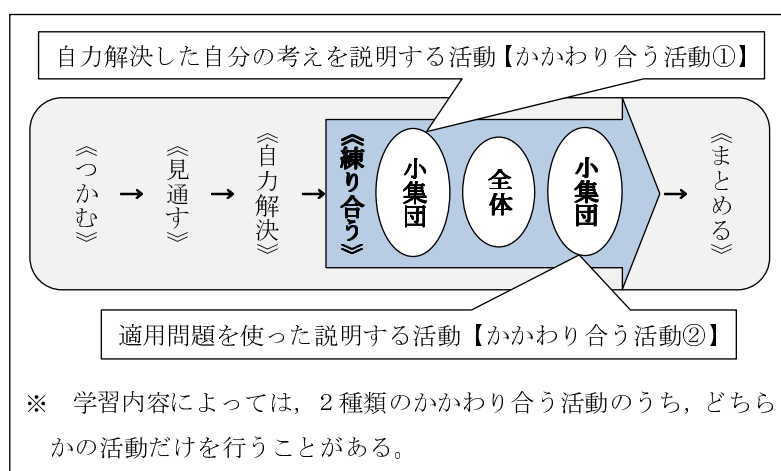 自力解決した自分の考えを説明する活動【かかわり合う活動①】
《つかむ》
→
《見通す》
→
《自力解決》
→
《練り合う》
小集団
全体
小集団
→
《まとめる》
適用問題を使った説明する活動【かかわり合う活動②】
※　学習内容によっては，２種類のかかわり合う活動のうち，どちら
かの活動だけを行うことがある。